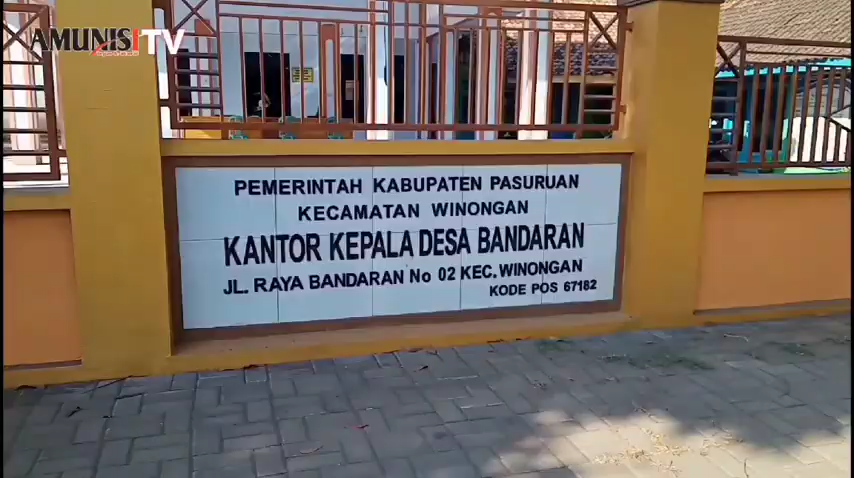 AMUNISI TV
PEMERINTAH KABUPATEN PASURUAN
KECAMATAN WINONGAN
KANTOR KEPALA DESA BANDARAN
JL. RAYA BANDARAN No 02 KEC. WINONGAN
KODE POS 67182